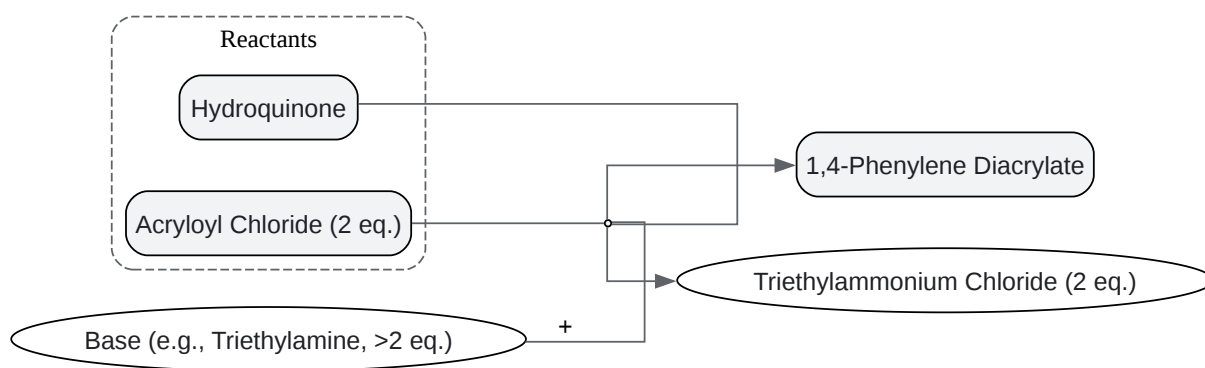 Reactants
Hydroquinone
Acryloyl Chloride (2 eq.)
Base (e.g., Triethylamine, >2 eq.)
+
1,4-Phenylene Diacrylate
Triethylammonium Chloride (2 eq.)